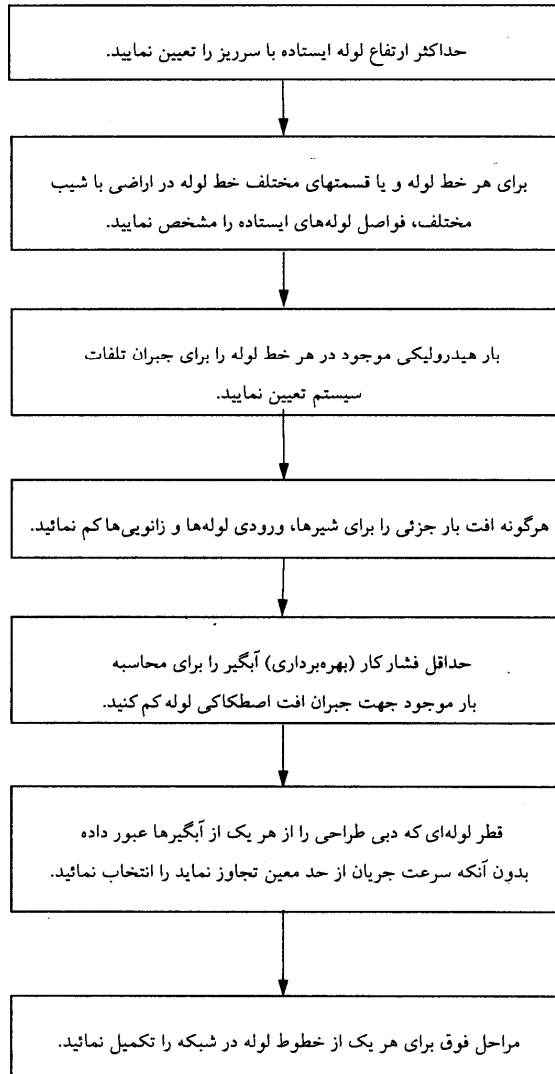 حداکثر ارتفاع لوله ایستاده با سرریز را تعیین نمایید.
برای هر خط لوله و یا قسمتهای مختلف خط لوله در اراضی با شیب
مختلف، فواصل لوله‌های ایستاده را مشخص نمایید.
بار هیدرولیکی موجود در هر خط لوله را برای جبران تلفات
سیستم تعیین نمایید.
هرگونه افت بار جزئی را برای شیرها، ورودی لوله‌ها و زانویی‌ها کم نمائید.
حداقل فشار کار (بهره‌برداری) آبگیر را برای محاسبه
بار موجود جهت جبران افت اصطکاکی لوله کم کنید.
قطر لوله‌ای که دبی طراحی را از هر یک از آبگیرها عبور داده
بدون آنکه سرعت جریان از حد معین تجاوز نماید را انتخاب نمائید.
مراحل فوق برای هر یک از خطوط لوله در شبکه را تکمیل نمائید.